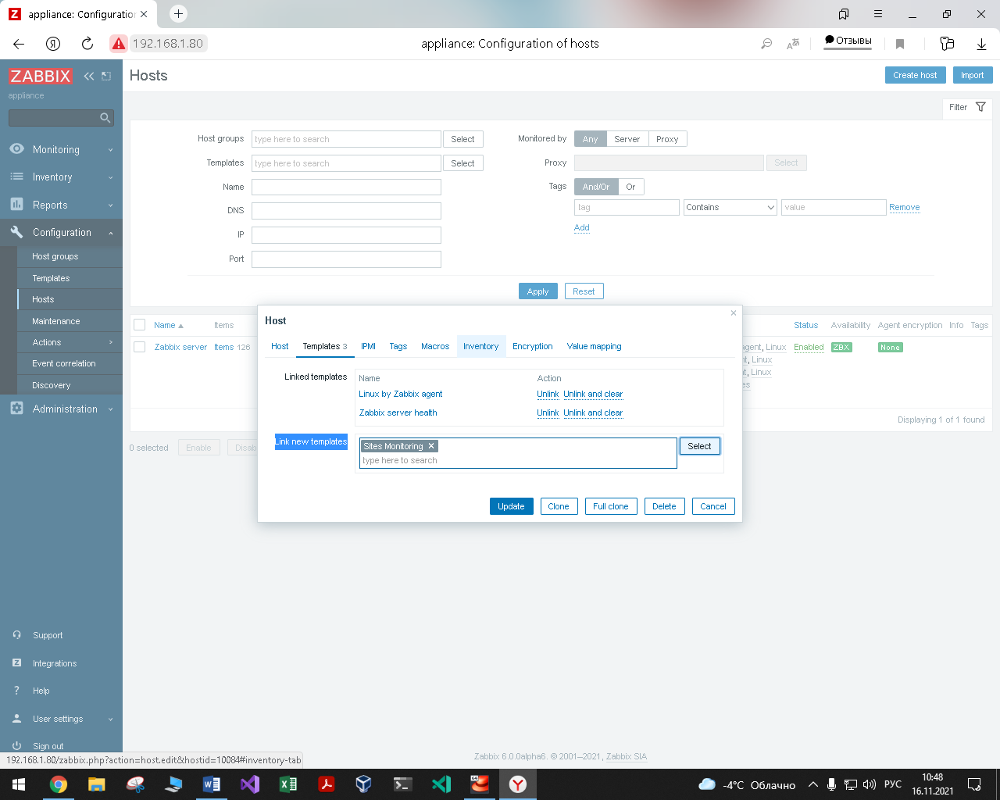 appliance: Configuratio
192.168.1.80
appliance: Configuration of hosts
Отзывы
ZABBIX
appliance
Monitoring
Inventory
Reports
Configuration
Host groups
Templates
Hosts
Maintenance
Actions
Event correlation
Discovery
Administration
Support
Integrations
Help
User settings
Sign out
Hosts
Create host
Import
Filter
Host groups
type here to search
Select
Templates
type here to search
Select
Name
DNS
IP
Port
Monitored by
Any
Server
Proxy
Proxy
Select
Tags
And/Or
Or
tag
Contains
value
Remove
Add
Apply
Reset
Name
Items
Status
Availability
Agent encryption
Info
Tags
Zabbix server
Items 126
gent, Linux
Enabled
ZBX
None
nt, Linux
nt, Linux
es
Displaying 1 of 1 found
0 selected
Enable
Disab
Host
Host
Templates 3
IPMI
Tags
Macros
Inventory
Encryption
Value mapping
Linked templates
Name
Action
Linux by Zabbix agent
Unlink
Unlink and clear
Zabbix server health
Unlink
Unlink and clear
Link new templates
Sites Monitoring
type here to search
Select
Update
Clone
Full clone
Delete
Cancel
Zabbix 6.0.0alpha6. © 2001–2021, Zabbix SIA
192.168.1.80/zabbix.php?action=host.edit&hostid=10084#inventory-tab
-4°C Облачно
РУС
10:48
16.11.2021